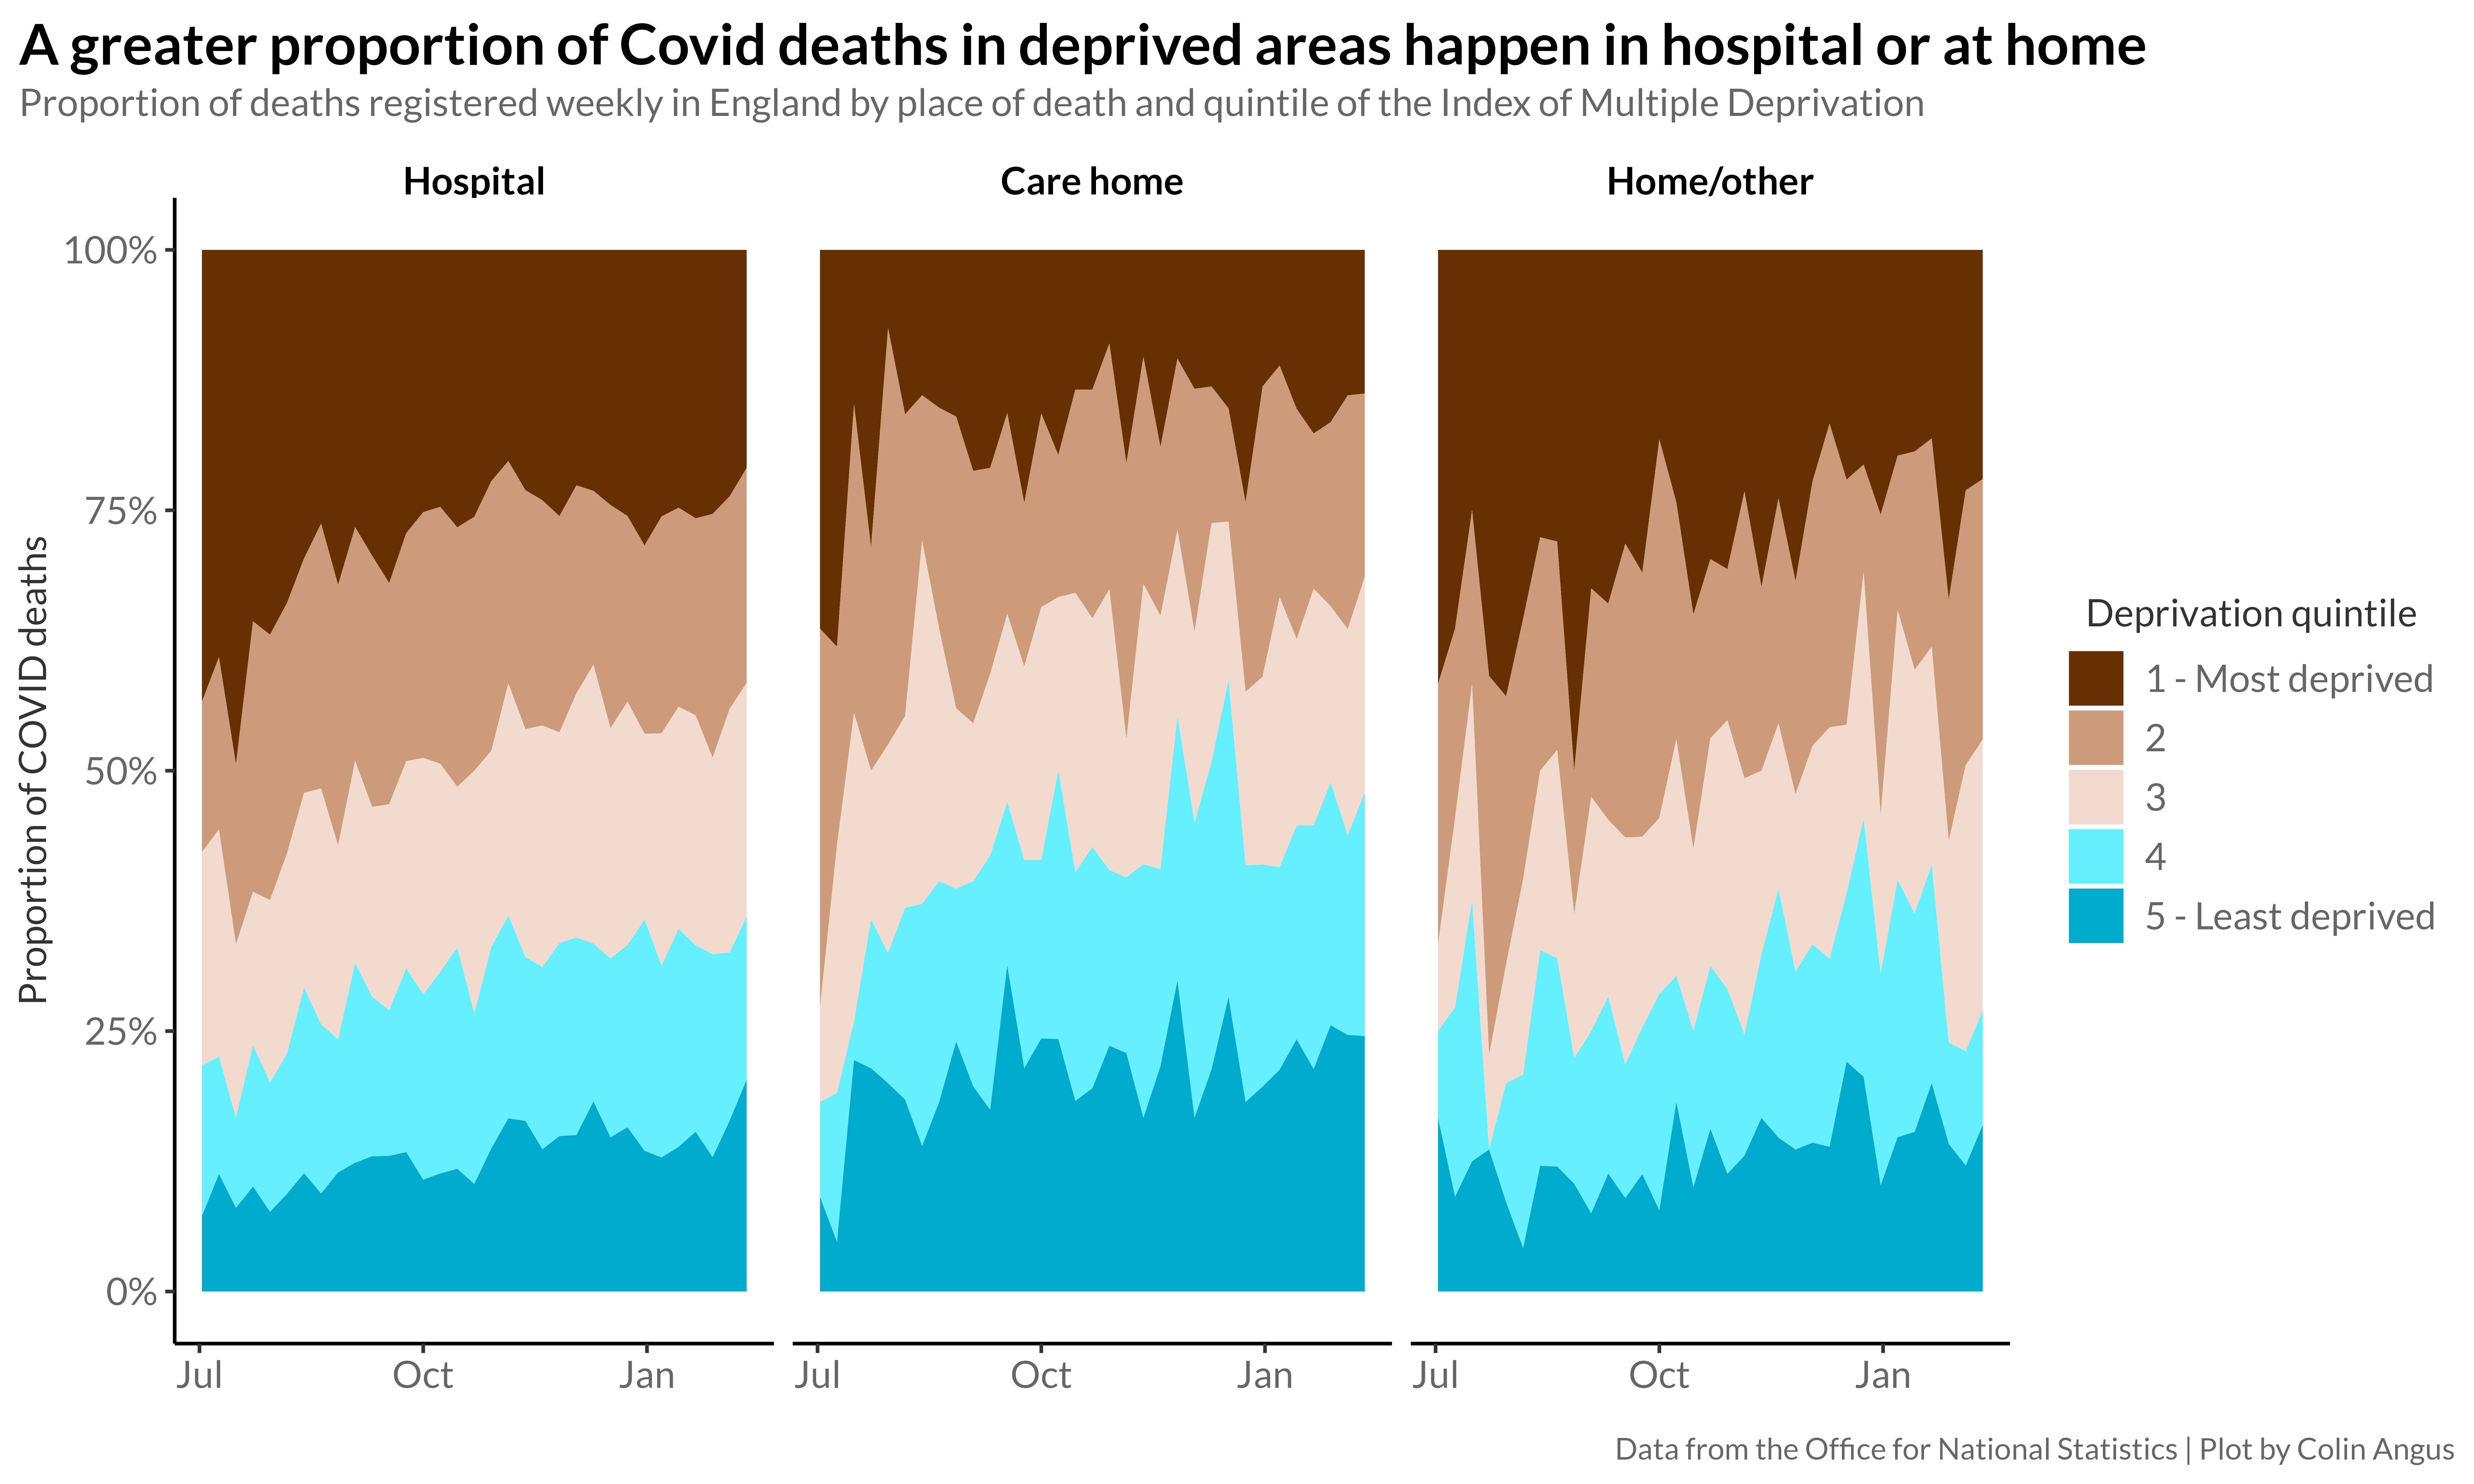 A greater proportion of Covid deaths in deprived areas happen in hospital or at home
Proportion of deaths registered weekly in England by place of death and quintile of the Index of Multiple Deprivation
Hospital
Care home
Home/other
Proportion of COVID deaths
100%
75%
50%
25%
0%
Jul
Oct
Jan
Jul
Oct
Jan
Jul
Oct
Jan
Deprivation quintile
1 - Most deprived
2
3
4
5 - Least deprived
Data from the Office for National Statistics | Plot by Colin Angus